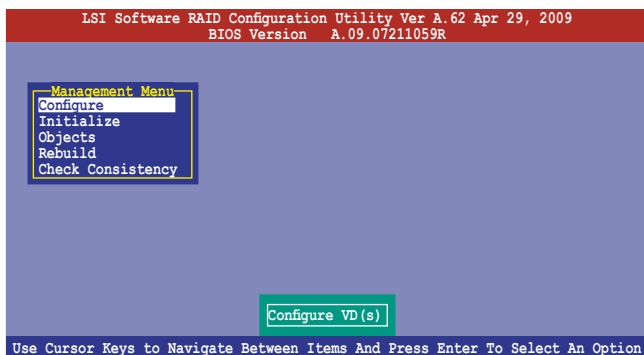 LSI Software RAID Configuration Utility Ver A.62 Apr 29, 2009
BIOS Version A.09.07211059R
Management Menu
Configure
Initialize
Objects
Rebuild
Check Consistency
Configure VD(s)
Use Cursor Keys to Navigate Between Items And Press Enter To Select An Option